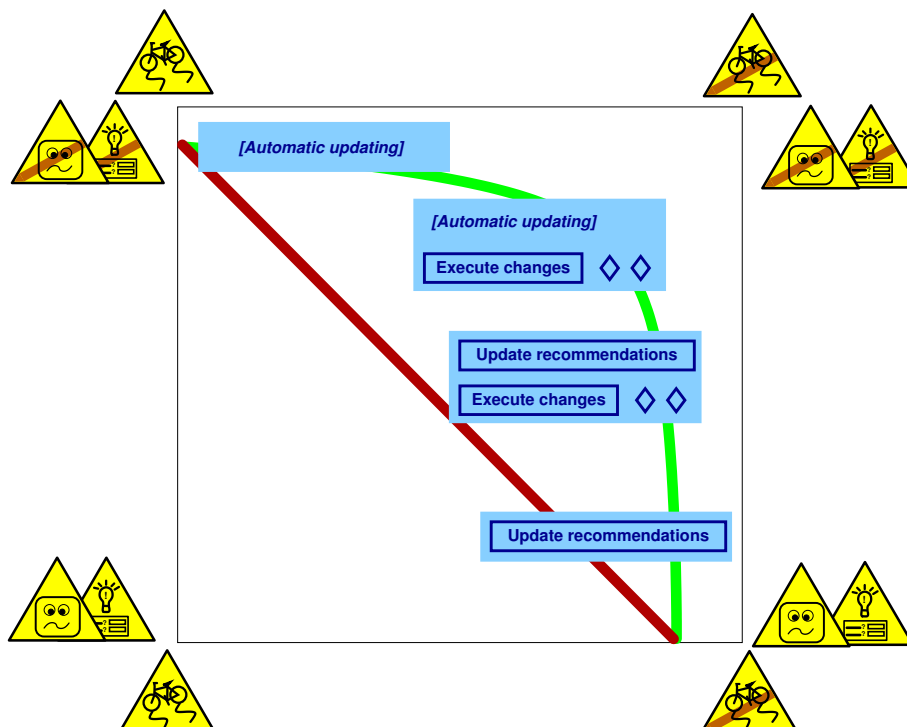 [Automatic updating]
[Automatic updating]
Execute changes
Update recommendations
Execute changes
Update recommendations